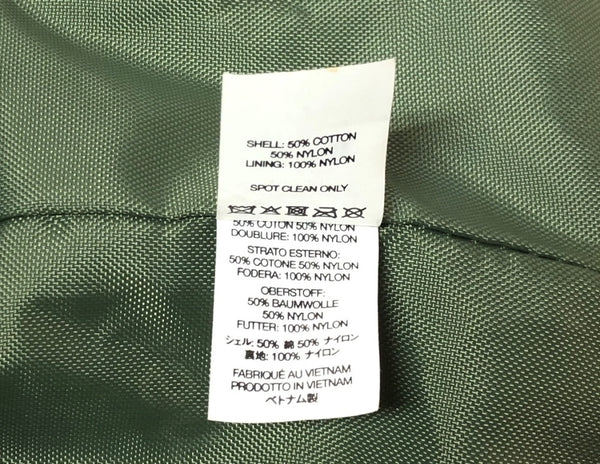 SHELL: 50% COTTON
50% NYLON
LINING: 100% NYLON
SPOT CLEAN ONLY
50% COTON 50% NYLON
DOUBLURE: 100% NYLON
STRATO ESTERNO:
50% COTONE 50% NYLON
FODERA: 100% NYLON
OBERSTOFF:
50% BAUMWOLLE
50% NYLON
FUTTER: 100% NYLON
シェル: 50% 綿 50% ナイロン
裏地: 100% ナイロン
FABRIQUÉ AU VIETNAM
PRODOTTO IN VIETNAM
ベトナム製